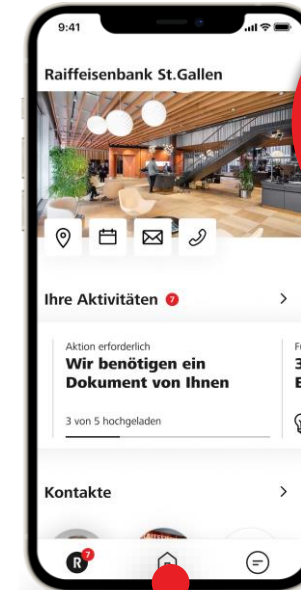 9:41
Raiffeisenbank St.Gallen
Ihre Aktivitäten 7
Aktion erforderlich
Wir benötigen ein
Dokument von Ihnen
3 von 5 hochgeladen
3
Kontakte
R 7